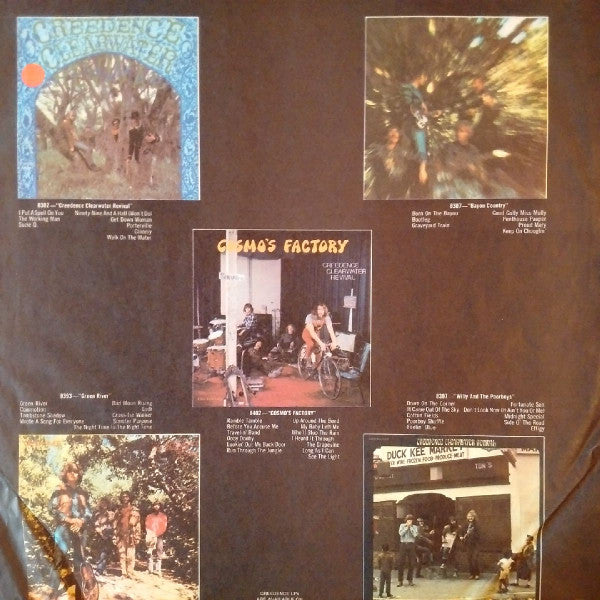 CREEDENCE
CLEARWATER
8382—"Creedence Clearwater Revival"
I Put A Spell On You
The Working Man
Suzie Q.
Ninety-Nine And A Half (Won't Do)
Get Down Woman
Porterville
Gloomy
Walk On The Water
8387—"Bayou Country"
Born On The Bayou
Bootleg
Graveyard Train
Good Golly Miss Molly
Penthouse Pauper
Proud Mary
Keep On Chooglin'
COSMO'S FACTORY
CREEDENCE
CLEARWATER
REVIVAL
8402—"COSMO'S FACTORY"
Ramble Tamble
Before You Accuse Me
Travelin' Band
Ooby Dooby
Lookin' Out My Back Door
Run Through The Jungle
Up Around The Bend
My Baby Left Me
Who'll Stop The Rain
I Heard It Through
The Grapevine
Long As I Can
See The Light
8393—"Green River"
Green River
Commotion
Tombstone Shadow
Wrote A Song For Everyone
Bad Moon Rising
Lodi
Cross-Tie Walker
Sinister Purpose
The Night Time Is The Right Time
"Willy And The Poorboys"
Down On The Corner
It Came Out Of The Sky
Cotton Fields
Poorboy Shuffle
Feelin' Blue
Fortunate Son
Don't Look Now (It Ain't You Or Me)
Midnight Special
Side O' The Road
Effigy
CREEDENCE CLEARWATER REVIVAL
DUCK KEE MARKET
FROZEN FOOD PRODUCE MEAT
CREEDENCE LPs
ARE AVAILABLE ON